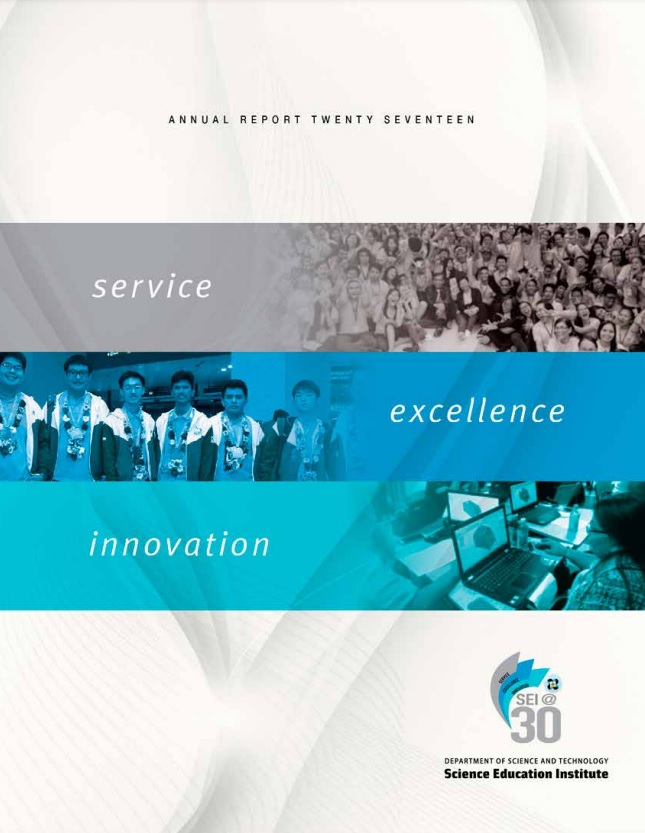 ANNUAL REPORT TWENTY SEVENTEEN
service
excellence
innovation
SEI @
30
DEPARTMENT OF SCIENCE AND TECHNOLOGY
Science Education Institute